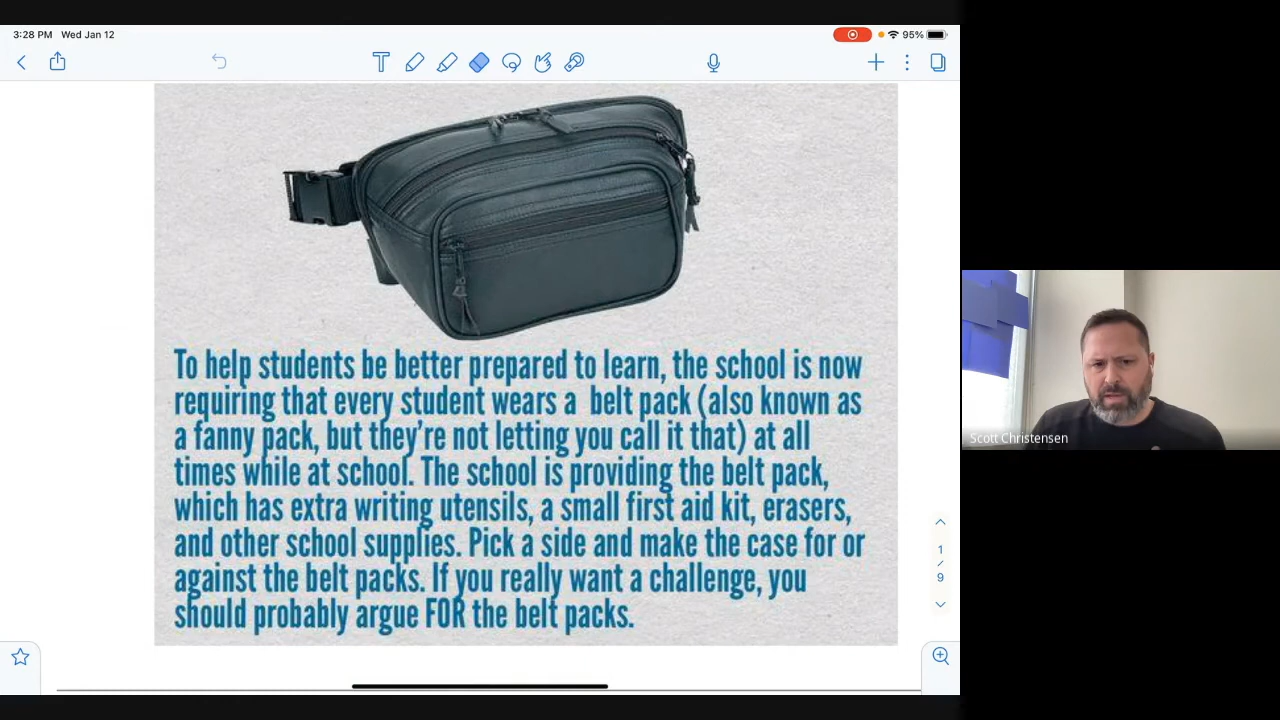 3:28 PM Wed Jan 12
95%
T
To help students be better prepared to learn, the school is now
requiring that every student wears a belt pack (also known as
a fanny pack, but they're not letting you call it that) at all
times while at school. The school is providing the belt pack,
which has extra writing utensils, a small first aid kit, erasers,
and other school supplies. Pick a side and make the case for or
against the belt packs. If you really want a challenge, you
should probably argue FOR the belt packs.
1
/
9
Scott Christensen